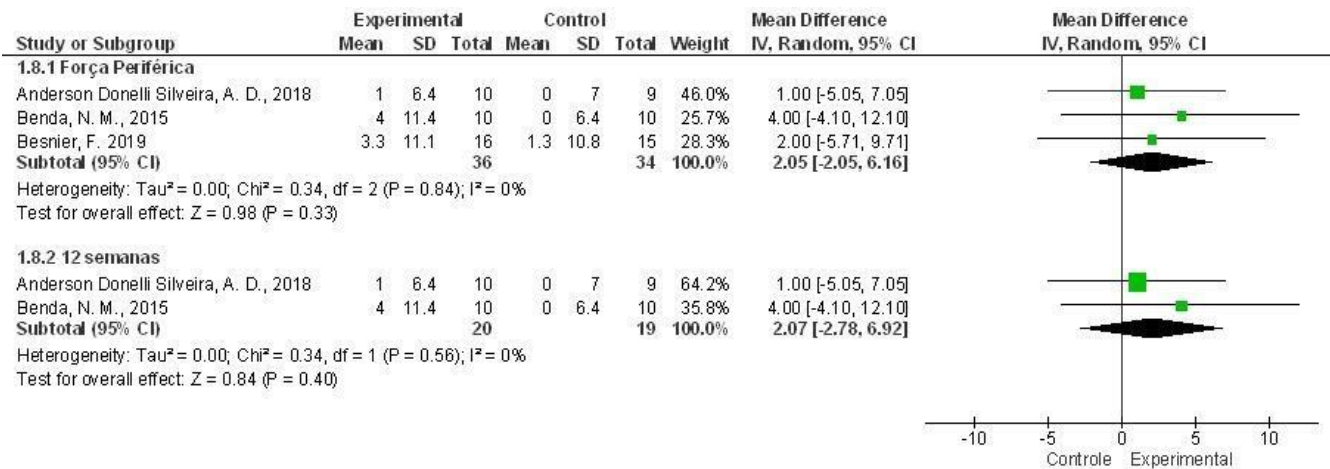 Experimental Control Mean Difference Mean Difference
Study or Subgroup Mean SD Total Mean SD Total Weight IV, Random, 95% CI IV, Random, 95% CI
1.8.1 Força Periférica
Anderson Donelli Silveira, A. D., 2018 1 6.4 10 0 7 9 46.0% 1.00 [-5.05, 7.05]
Benda, N. M., 2015 4 11.4 10 0 6.4 10 25.7% 4.00 [-4.10, 12.10]
Besnier, F. 2019 3.3 11.1 16 1.3 10.8 15 28.3% 2.00 [-5.71, 9.71]
Subtotal (95% CI) 36 34 100.0% 2.05 [-2.05, 6.16]
Heterogeneity: Tau² = 0.00; Chi² = 0.34, df = 2 (P = 0.84); I² = 0%
Test for overall effect: Z = 0.98 (P = 0.33)
1.8.2 12 semanas
Anderson Donelli Silveira, A. D., 2018 1 6.4 10 0 7 9 64.2% 1.00 [-5.05, 7.05]
Benda, N. M., 2015 4 11.4 10 0 6.4 10 35.8% 4.00 [-4.10, 12.10]
Subtotal (95% CI) 20 19 100.0% 2.07 [-2.78, 6.92]
Heterogeneity: Tau² = 0.00; Chi² = 0.34, df = 1 (P = 0.56); I² = 0%
Test for overall effect: Z = 0.84 (P = 0.40)
-10 -5 0 5 10
Controle Experimental